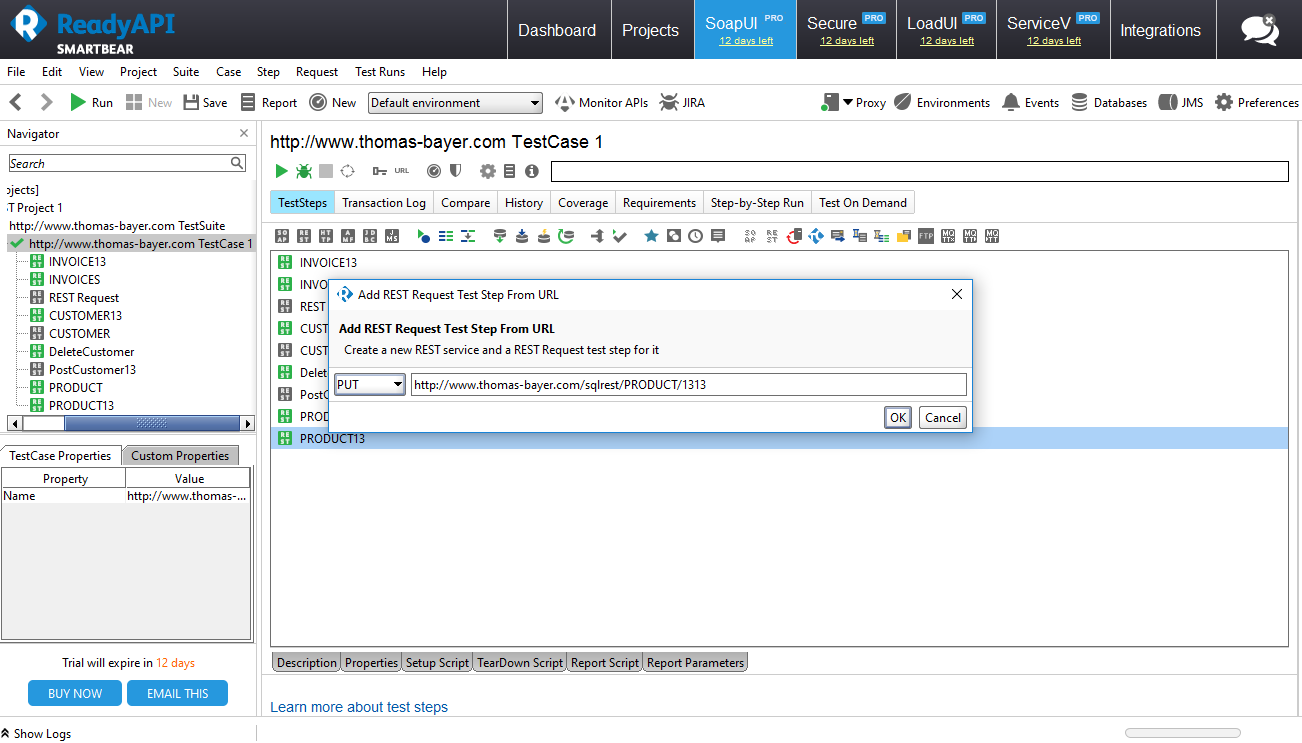 ReadyAPI
SMARTBEAR
Dashboard
Projects
SoapUI PRO
12 days left
Secure PRO
12 days left
LoadUI PRO
12 days left
ServiceV PRO
12 days left
Integrations
File Edit View Project Suite Case Step Request Test Runs Help
Run New Save Report New Default environment Monitor APIs JIRA Proxy Environments Events Databases JMS Preferences
Navigator
Search
ojects]
T Project 1
http://www.thomas-bayer.com TestSuite
http://www.thomas-bayer.com TestCase 1
INVOICE13
INVOICES
REST Request
CUSTOMER13
CUSTOMER
DeleteCustomer
PostCustomer13
PRODUCT
PRODUCT13
TestCase Properties Custom Properties
Property Value
Name http://www.thomas-...
Trial will expire in 12 days
BUY NOW EMAIL THIS
Show Logs
http://www.thomas-bayer.com TestCase 1
URL
TestSteps Transaction Log Compare History Coverage Requirements Step-by-Step Run Test On Demand
INVOICE13
INVO
REST
CUST
CUST
Delet
PostC
PROD
PRODUCT13
Add REST Request Test Step From URL
Add REST Request Test Step From URL
Create a new REST service and a REST Request test step for it
PUT http://www.thomas-bayer.com/sqlrest/PRODUCT/1313
OK Cancel
Description Properties Setup Script TearDown Script Report Script Report Parameters
Learn more about test steps